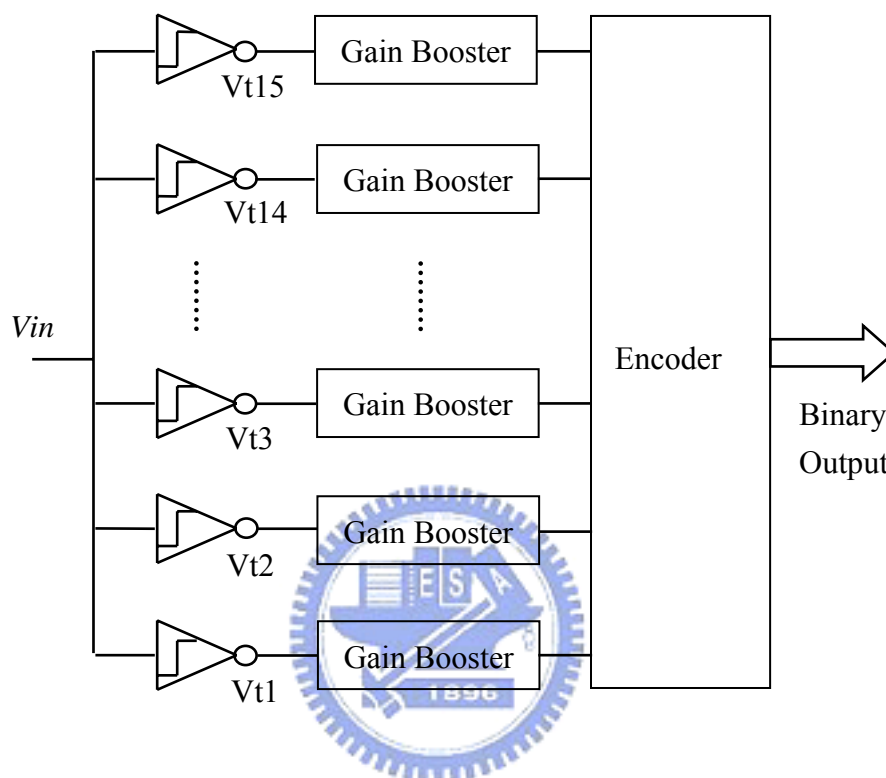 Gain Booster
Vt15
Gain Booster
Vt14
Vin
Encoder
Gain Booster
Vt3
Binary
Output
Gain Booster
Vt2
E S A
Gain Booster
Vt1
1896